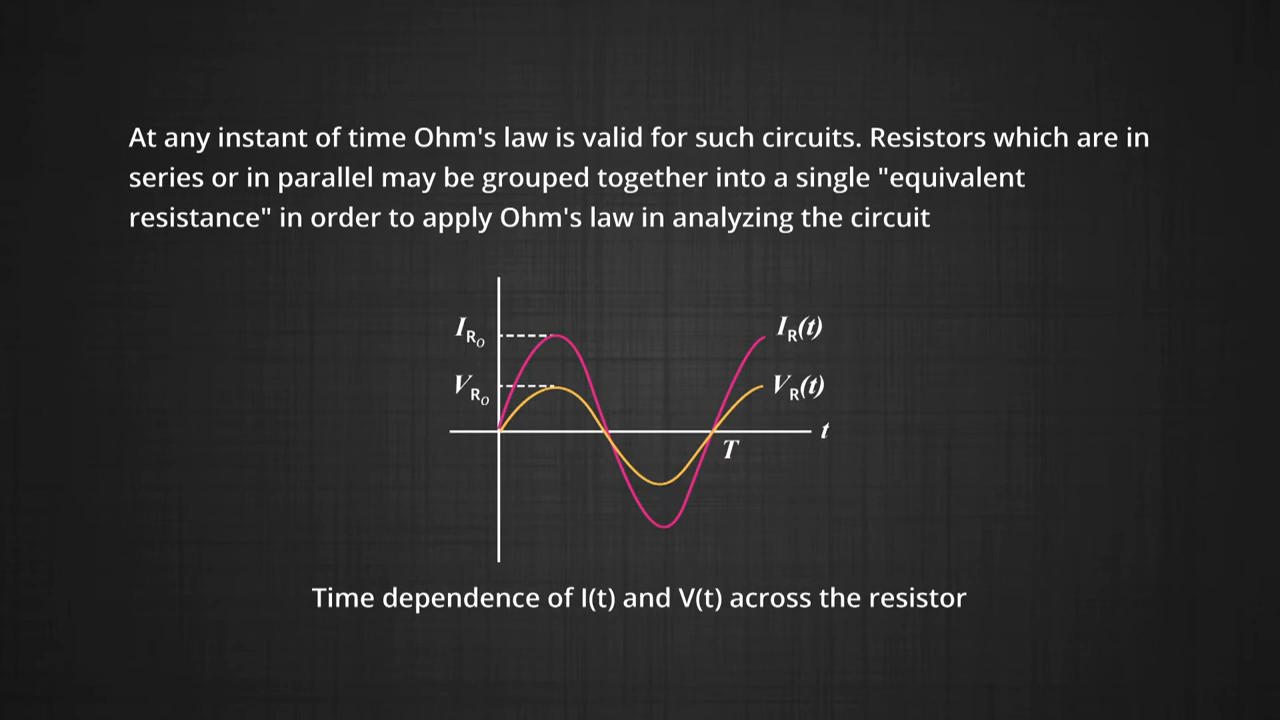 At any instant of time Ohm's law is valid for such circuits. Resistors which are in
series or in parallel may be grouped together into a single "equivalent
resistance" in order to apply Ohm's law in analyzing the circuit
I_R_O
I_R(t)
V_R_O
V_R(t)
t
T
Time dependence of I(t) and V(t) across the resistor